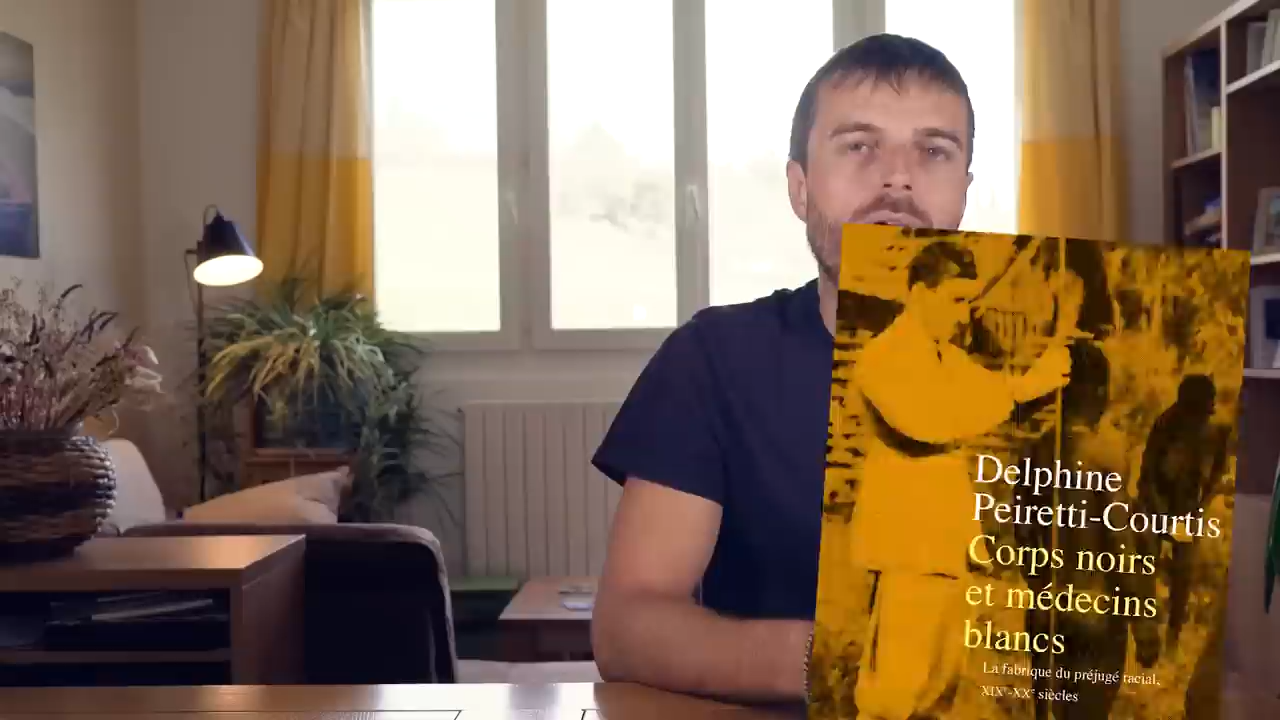 Delphine
Peiretti-Courtis
Corps noirs
et médecins
blancs
La fabrique du préjugé racial,
XIXᵉ-XXᵉ siècles